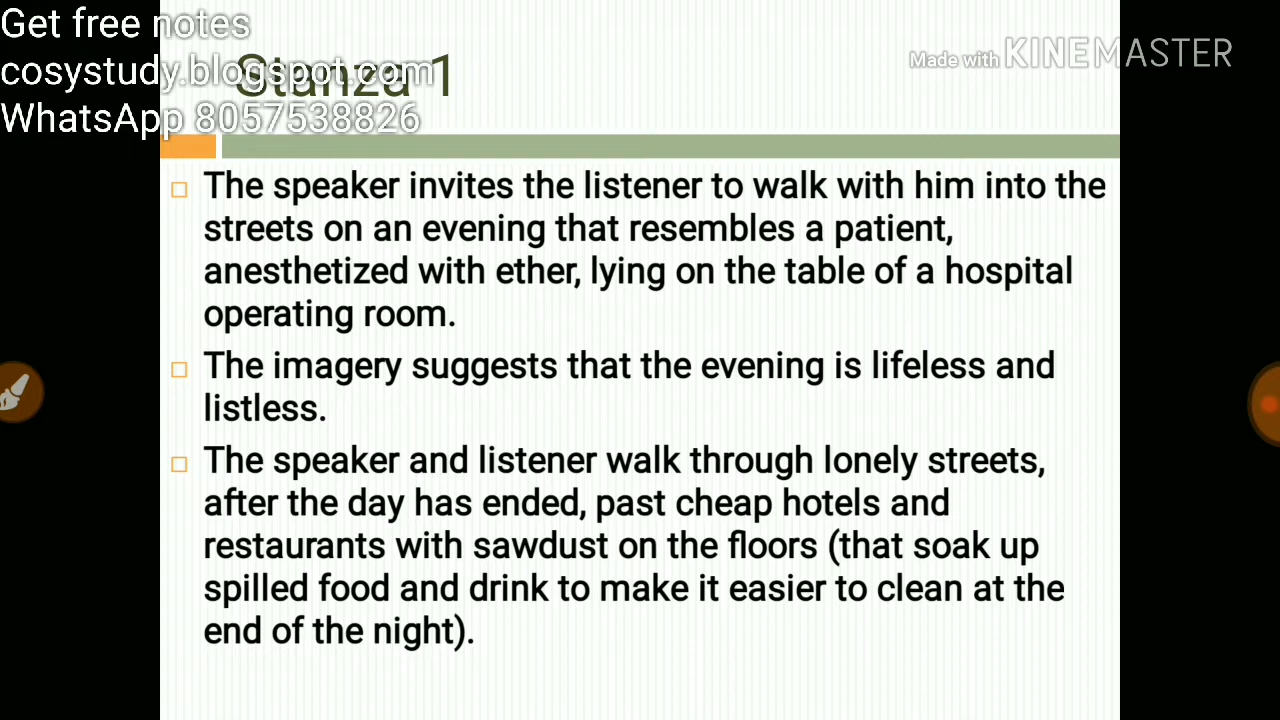 Get free notes
cosystudy.blogspot.com
WhatsApp 8057538826
Made with KINEMASTER
Stanza 1
The speaker invites the listener to walk with him into the
streets on an evening that resembles a patient,
anesthetized with ether, lying on the table of a hospital
operating room.
The imagery suggests that the evening is lifeless and
listless.
The speaker and listener walk through lonely streets,
after the day has ended, past cheap hotels and
restaurants with sawdust on the floors (that soak up
spilled food and drink to make it easier to clean at the
end of the night).